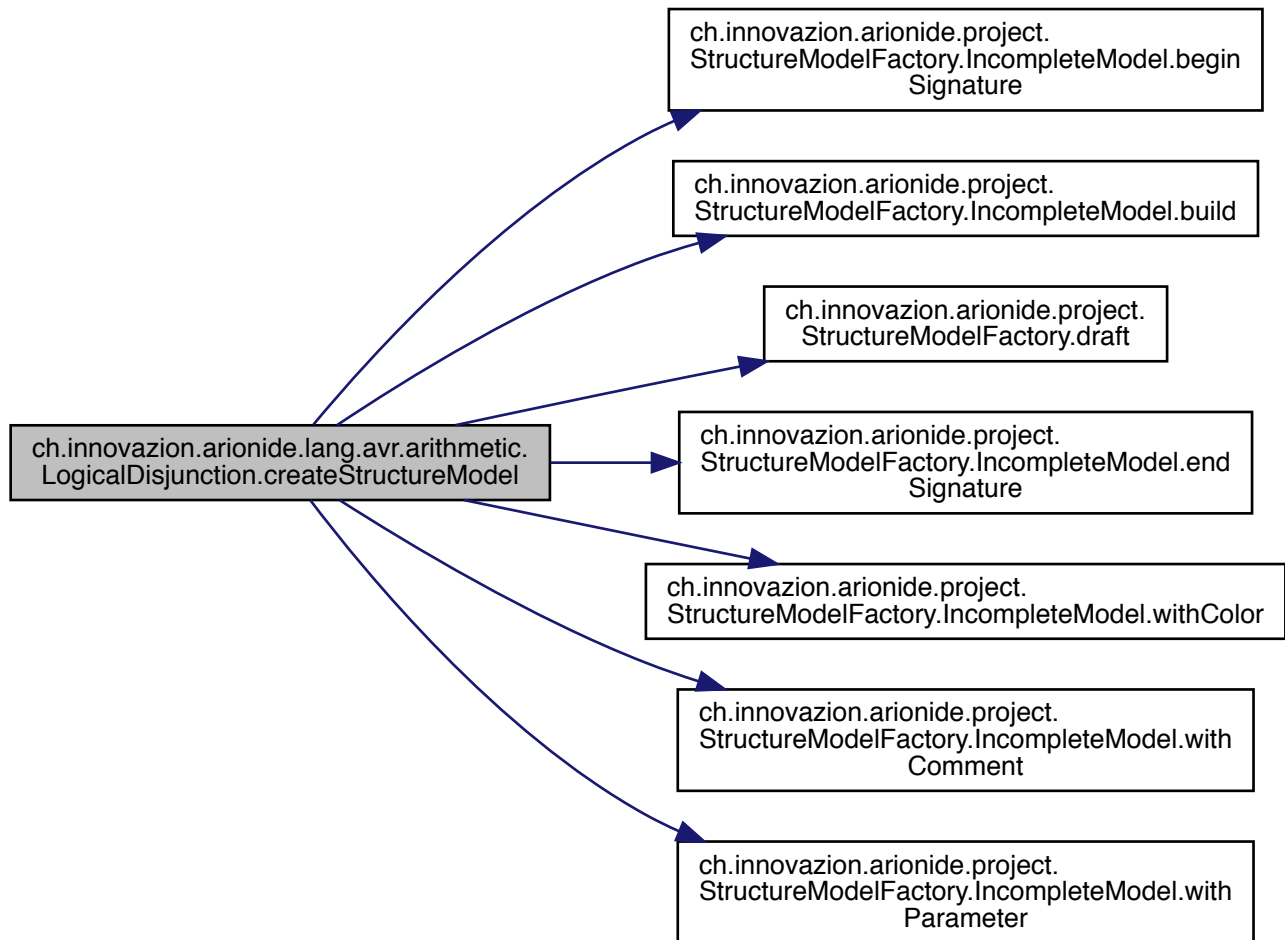 ch.innovazion.arionide.project.
StructureModelFactory.IncompleteModel.begin
Signature
ch.innovazion.arionide.project.
StructureModelFactory.IncompleteModel.build
ch.innovazion.arionide.project.
StructureModelFactory.draft
ch.innovazion.arionide.lang.avr.arithmetic.
LogicalDisjunction.createStructureModel
ch.innovazion.arionide.project.
StructureModelFactory.IncompleteModel.end
Signature
ch.innovazion.arionide.project.
StructureModelFactory.IncompleteModel.withColor
ch.innovazion.arionide.project.
StructureModelFactory.IncompleteModel.with
Comment
ch.innovazion.arionide.project.
StructureModelFactory.IncompleteModel.with
Parameter